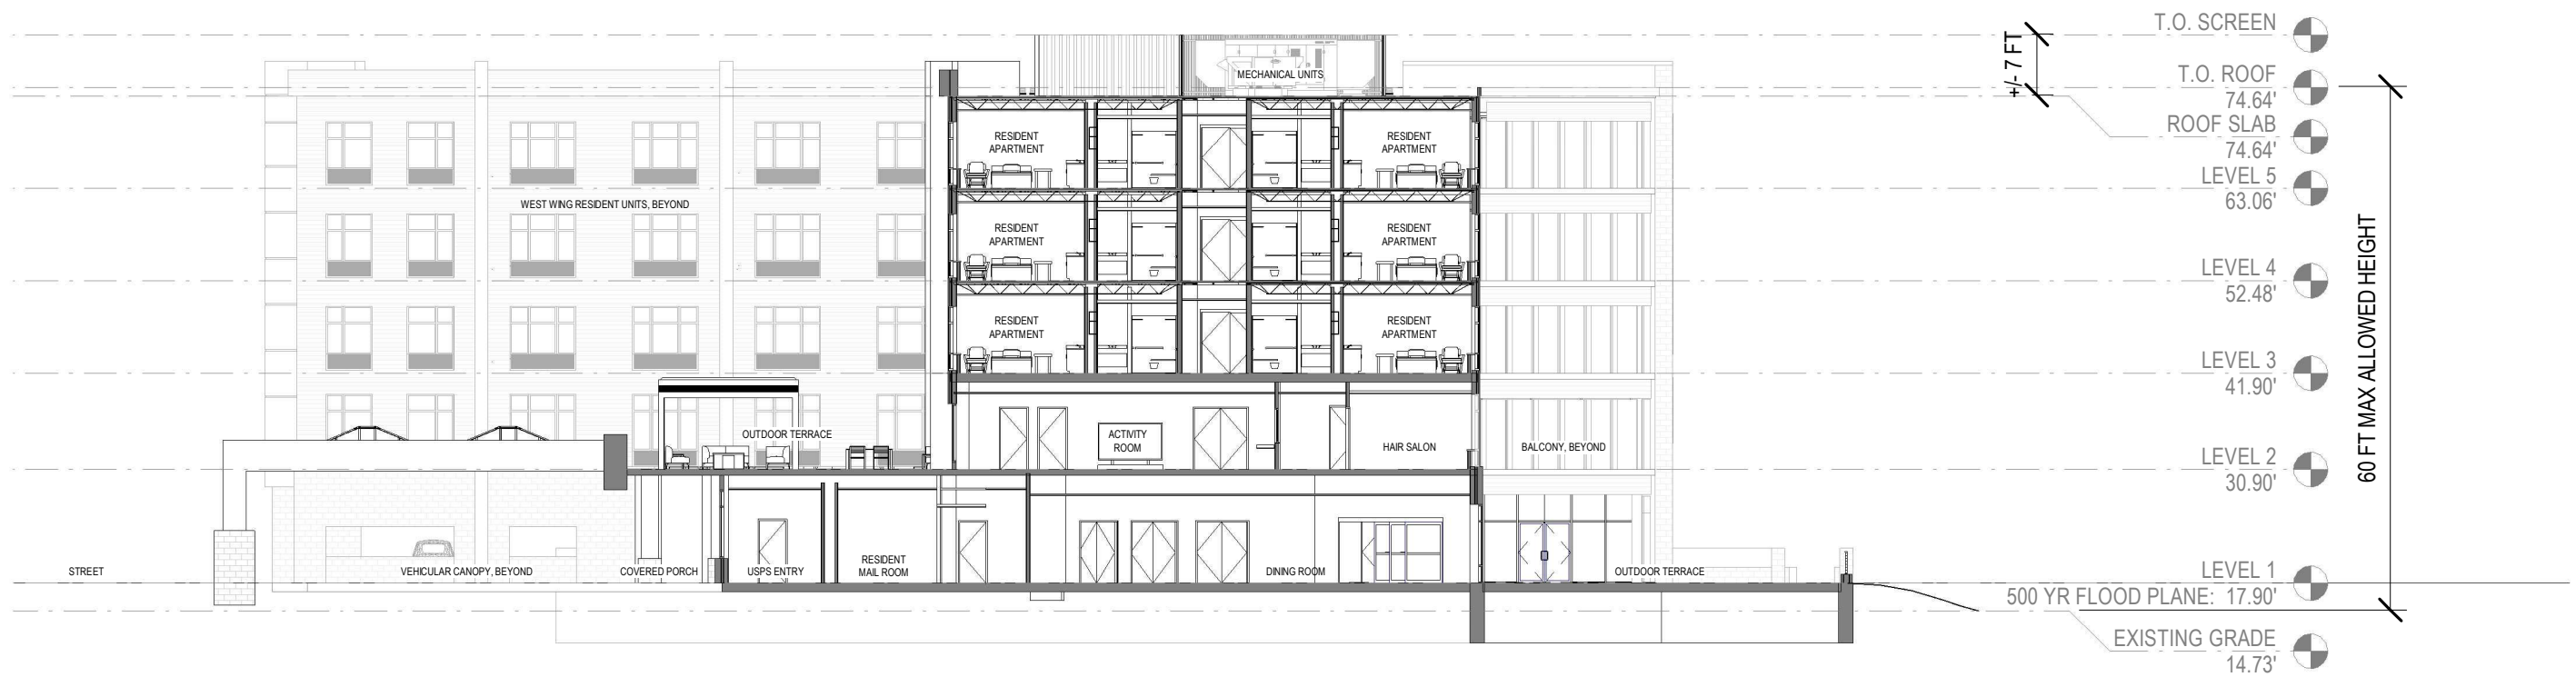 T.O. SCREEN
+/- 7 FT
MECHANICAL UNITS
T.O. ROOF
74.64'
ROOF SLAB
74.64'
RESIDENT
APARTMENT
RESIDENT
APARTMENT
LEVEL 5
63.06'
WEST WING RESIDENT UNITS, BEYOND
RESIDENT
APARTMENT
RESIDENT
APARTMENT
LEVEL 4
52.48'
60 FT MAX ALLOWED HEIGHT
RESIDENT
APARTMENT
RESIDENT
APARTMENT
LEVEL 3
41.90'
OUTDOOR TERRACE
ACTIVITY
ROOM
HAIR SALON
BALCONY, BEYOND
LEVEL 2
30.90'
STREET
VEHICULAR CANOPY, BEYOND
COVERED PORCH
USPS ENTRY
RESIDENT
MAIL ROOM
DINING ROOM
OUTDOOR TERRACE
LEVEL 1
500 YR FLOOD PLANE: 17.90'
EXISTING GRADE
14.73'